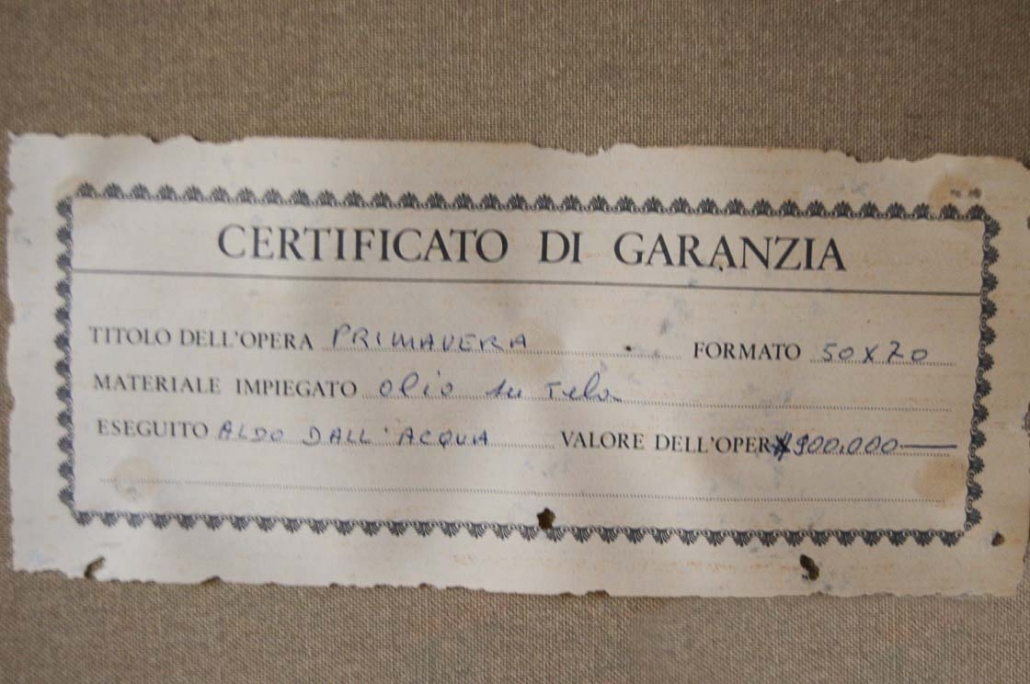 CERTIFICATO DI GARANZIA
TITOLO DELL'OPERA PRIMAVERA FORMATO 50X70
MATERIALE IMPIEGATO olio su Tela
ESEGUITO ALDO DALL'ACQUA VALORE DELL'OPERA 900.000